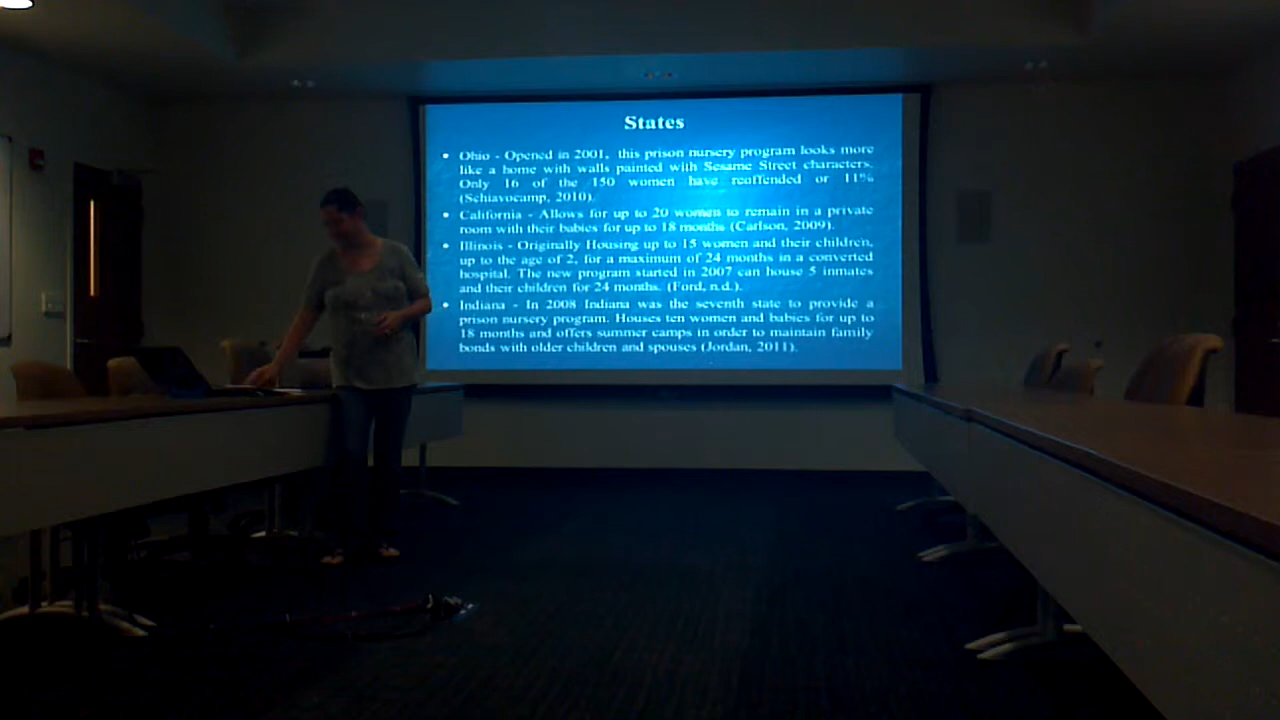 States
• Ohio - Opened in 2001, this prison nursery program looks more
like a home with walls painted with Sesame Street characters.
Only 16 of the 150 women have reoffended or 11%
(Schiavocamp, 2010).
• California - Allows for up to 20 women to remain in a private
room with their babies for up to 18 months (Carlson, 2009).
• Illinois - Originally Housing up to 15 women and their children,
up to the age of 2, for a maximum of 24 months in a converted
hospital. The new program started in 2007 can house 5 inmates
and their children for 24 months. (Ford, n.d.).
• Indiana - In 2008 Indiana was the seventh state to provide a
prison nursery program. Houses ten women and babies for up to
18 months and offers summer camps in order to maintain family
bonds with older children and spouses (Jordan, 2011).